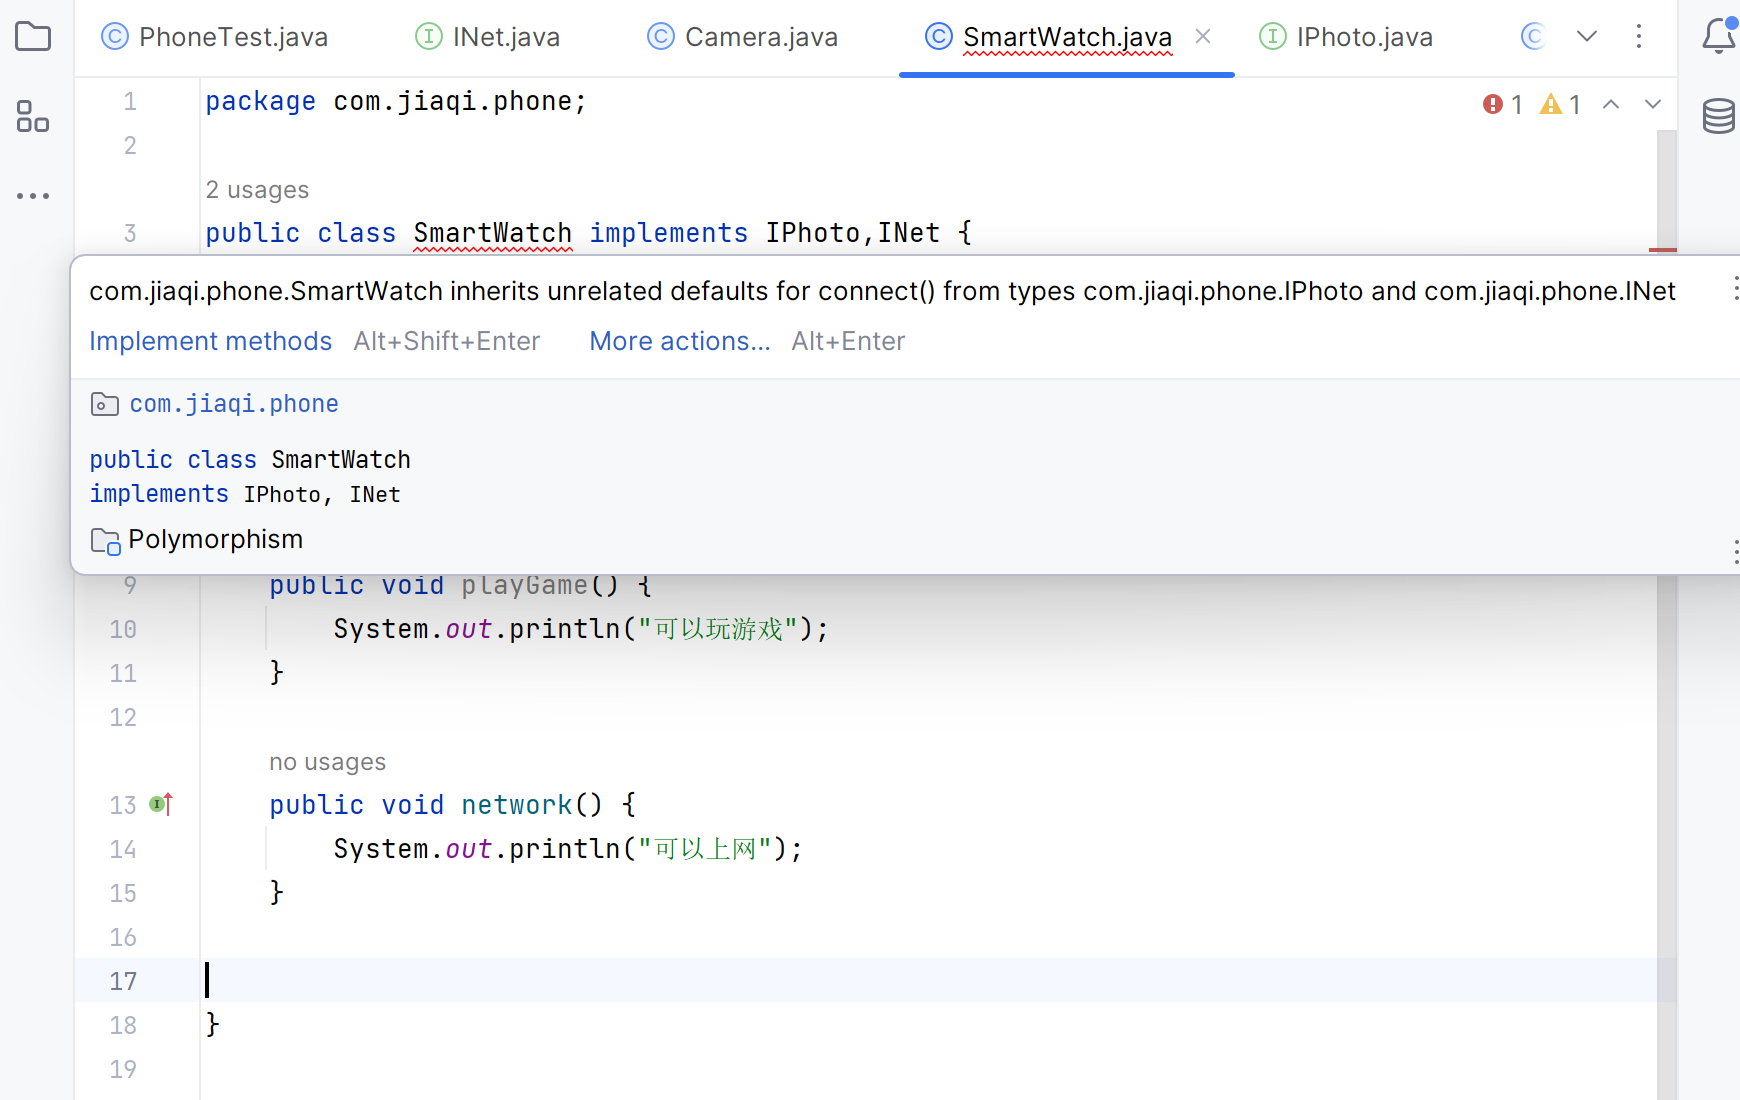 PhoneTest.java INet.java Camera.java SmartWatch.java IPhoto.java
1 package com.jiaqi.phone; 1 1
2
2 usages
3 public class SmartWatch implements IPhoto,INet {
com.jiaqi.phone.SmartWatch inherits unrelated defaults for connect() from types com.jiaqi.phone.IPhoto and com.jiaqi.phone.INet
Implement methods Alt+Shift+Enter More actions... Alt+Enter
com.jiaqi.phone
public class SmartWatch
implements IPhoto, INet
Polymorphism
9 public void playGame() {
10 System.out.println("可以玩游戏");
11 }
12
no usages
13 public void network() {
14 System.out.println("可以上网");
15 }
16
17
18 }
19